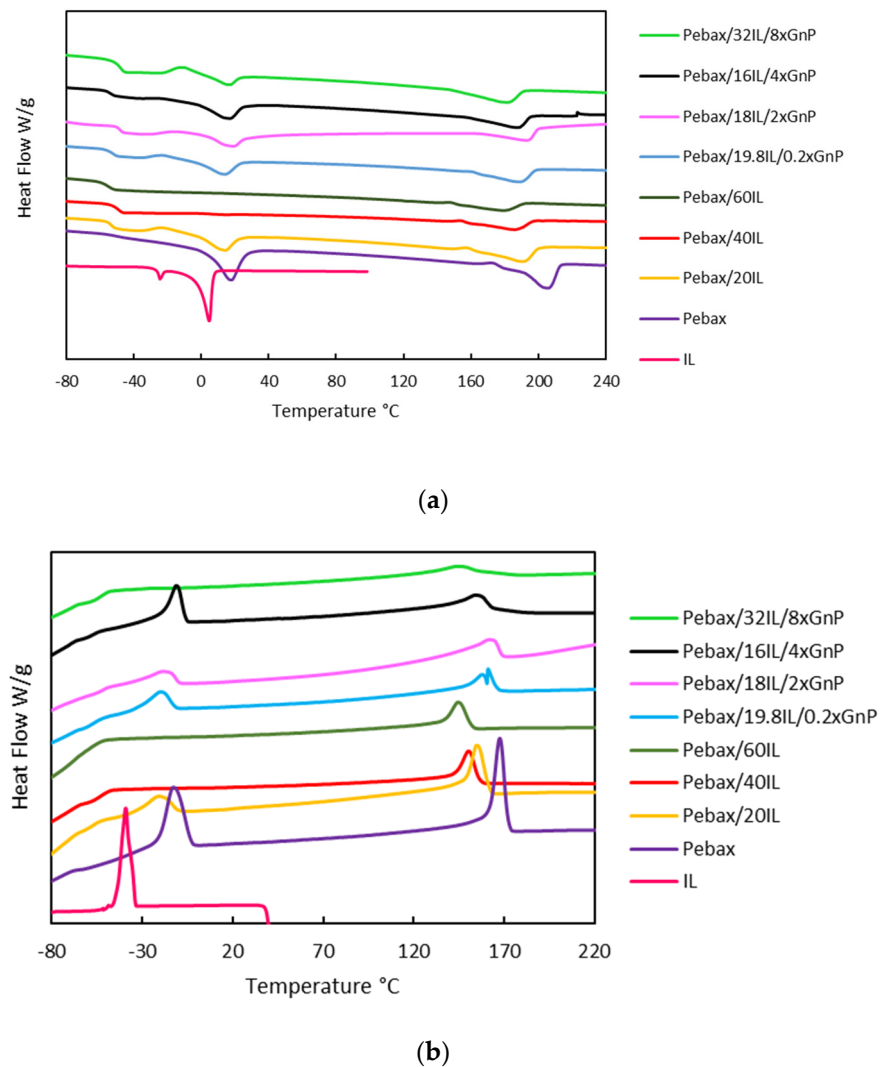 Heat Flow W/g
Pebax/32IL/8xGnP
Pebax/16IL/4xGnP
Pebax/18IL/2xGnP
Pebax/19.8IL/0.2xGnP
Pebax/60IL
Pebax/40IL
Pebax/20IL
Pebax
IL
-80 -40 0 40 80 120 160 200 240
Temperature °C
(a)
Heat Flow W/g
Pebax/32IL/8xGnP
Pebax/16IL/4xGnP
Pebax/18IL/2xGnP
Pebax/19.8IL/0.2xGnP
Pebax/60IL
Pebax/40IL
Pebax/20IL
Pebax
IL
-80 -30 20 70 120 170 220
Temperature °C
(b)